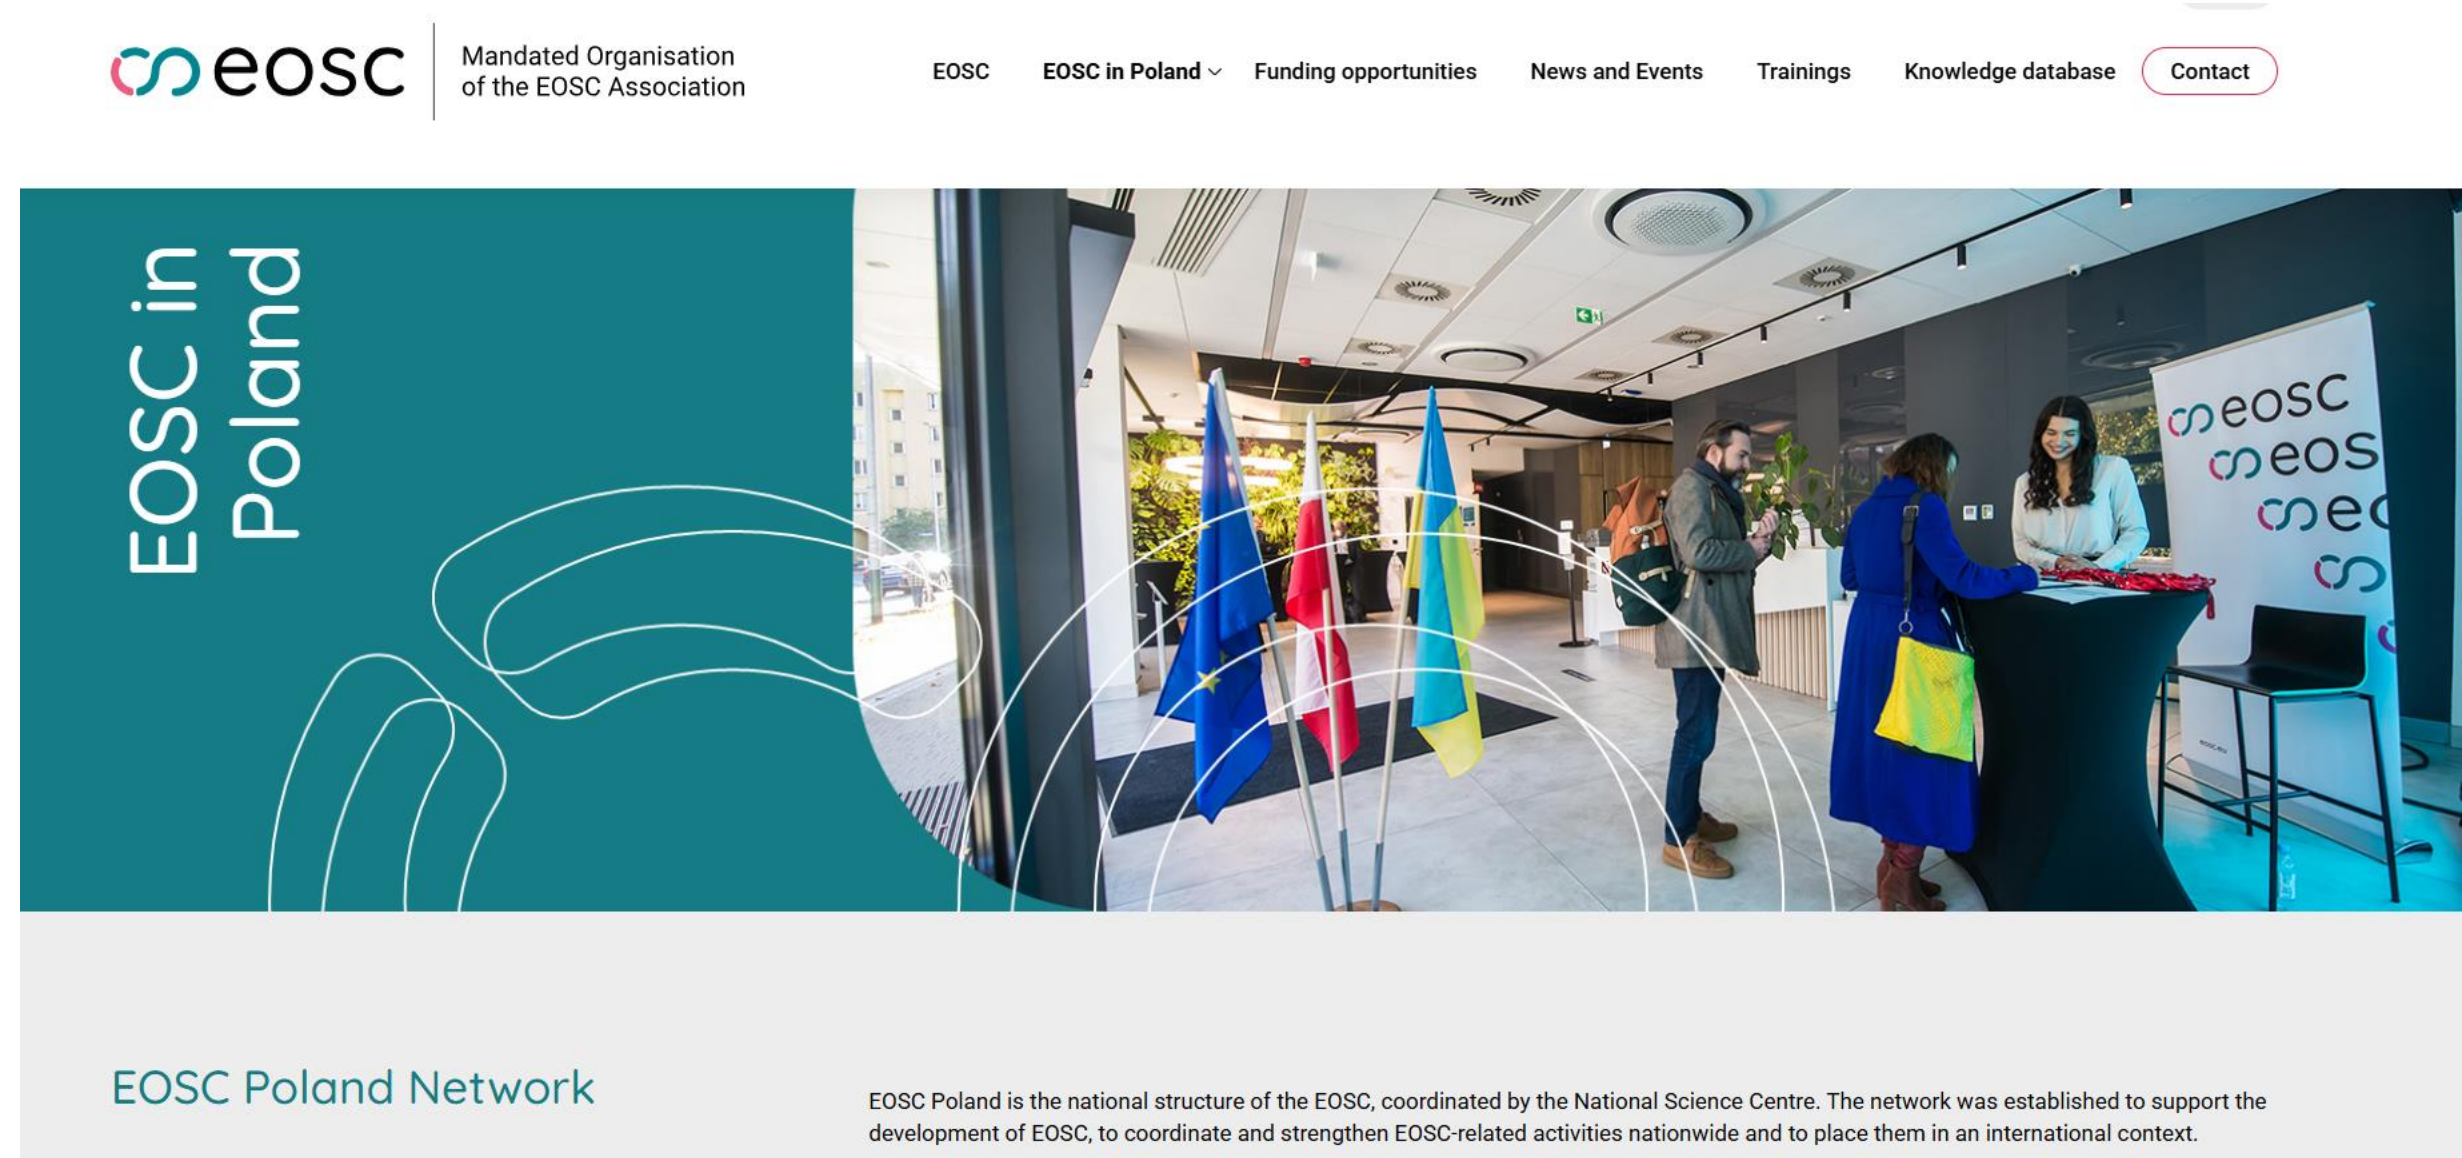 eosc
Mandated Organisation
of the EOSC Association
EOSC
EOSC in Poland
Funding opportunities
News and Events
Trainings
Knowledge database
Contact
EOSC in
Poland
eosc
eos
eo
EOSC Poland Network
EOSC Poland is the national structure of the EOSC, coordinated by the National Science Centre. The network was established to support the
development of EOSC, to coordinate and strengthen EOSC-related activities nationwide and to place them in an international context.